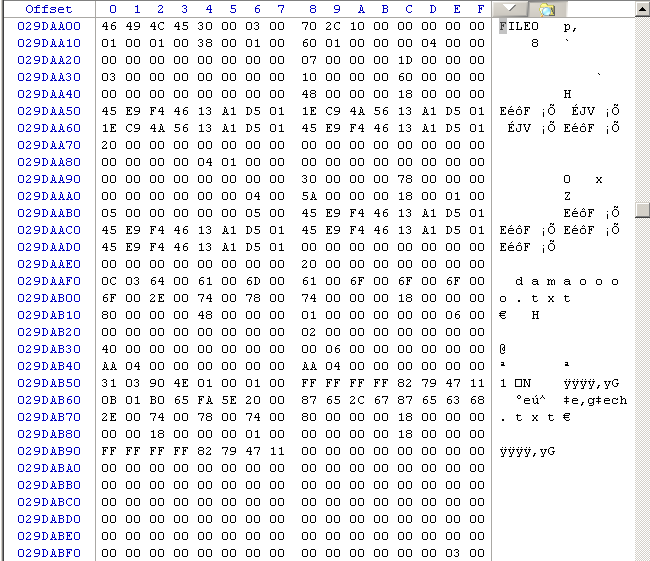 Offset 0 1 2 3 4 5 6 7 8 9 A B C D E F
029DAA00 46 49 4C 45 30 00 03 00 70 2C 10 00 00 00 00 00 FILE0 p,
029DAA10 01 00 01 00 38 00 01 00 60 01 00 00 00 04 00 00 8 `
029DAA20 00 00 00 00 00 00 00 00 07 00 00 00 1D 00 00 00
029DAA30 03 00 00 00 00 00 00 00 10 00 00 00 60 00 00 00 `
029DAA40 00 00 00 00 00 00 00 00 48 00 00 00 18 00 00 00 H
029DAA50 45 E9 F4 46 13 A1 D5 01 1E C9 4A 56 13 A1 D5 01 EéôF ¡Õ ÉJV ¡Õ
029DAA60 1E C9 4A 56 13 A1 D5 01 45 E9 F4 46 13 A1 D5 01 ÉJV ¡Õ EéôF ¡Õ
029DAA70 20 00 00 00 00 00 00 00 00 00 00 00 00 00 00 00
029DAA80 00 00 00 00 04 01 00 00 00 00 00 00 00 00 00 00
029DAA90 00 00 00 00 00 00 00 00 30 00 00 00 78 00 00 00 0 x
029DAAA0 00 00 00 00 00 00 04 00 5A 00 00 00 18 00 01 00 Z
029DAAB0 05 00 00 00 00 00 05 00 45 E9 F4 46 13 A1 D5 01 EéôF ¡Õ
029DAAC0 45 E9 F4 46 13 A1 D5 01 45 E9 F4 46 13 A1 D5 01 EéôF ¡Õ EéôF ¡Õ
029DAAD0 45 E9 F4 46 13 A1 D5 01 00 00 00 00 00 00 00 00 EéôF ¡Õ
029DAAE0 00 00 00 00 00 00 00 00 20 00 00 00 00 00 00 00
029DAAF0 0C 03 64 00 61 00 6D 00 61 00 6F 00 6F 00 6F 00 d a m a o o o
029DAB00 6F 00 2E 00 74 00 78 00 74 00 00 00 18 00 00 00 o . t x t
029DAB10 80 00 00 00 48 00 00 00 01 00 00 00 00 00 06 00 € H
029DAB20 00 00 00 00 00 00 00 00 02 00 00 00 00 00 00 00
029DAB30 40 00 00 00 00 00 00 00 00 06 00 00 00 00 00 00 @
029DAB40 AA 04 00 00 00 00 00 00 AA 04 00 00 00 00 00 00 ª ª
029DAB50 31 03 90 4E 01 00 01 00 FF FF FF FF 82 79 47 11 1 □N ÿÿÿÿ‚yG
029DAB60 0B 01 B0 65 FA 5E 20 00 87 65 2C 67 87 65 63 68 °eú^ ‡e,g‡ech
029DAB70 2E 00 74 00 78 00 74 00 80 00 00 00 18 00 00 00 . t x t €
029DAB80 00 00 18 00 00 00 01 00 00 00 00 00 18 00 00 00
029DAB90 FF FF FF FF 82 79 47 11 00 00 00 00 00 00 00 00 ÿÿÿÿ‚yG
029DABA0 00 00 00 00 00 00 00 00 00 00 00 00 00 00 00 00
029DABB0 00 00 00 00 00 00 00 00 00 00 00 00 00 00 00 00
029DABC0 00 00 00 00 00 00 00 00 00 00 00 00 00 00 00 00
029DABD0 00 00 00 00 00 00 00 00 00 00 00 00 00 00 00 00
029DABE0 00 00 00 00 00 00 00 00 00 00 00 00 00 00 00 00
029DABF0 00 00 00 00 00 00 00 00 00 00 00 00 00 00 03 00